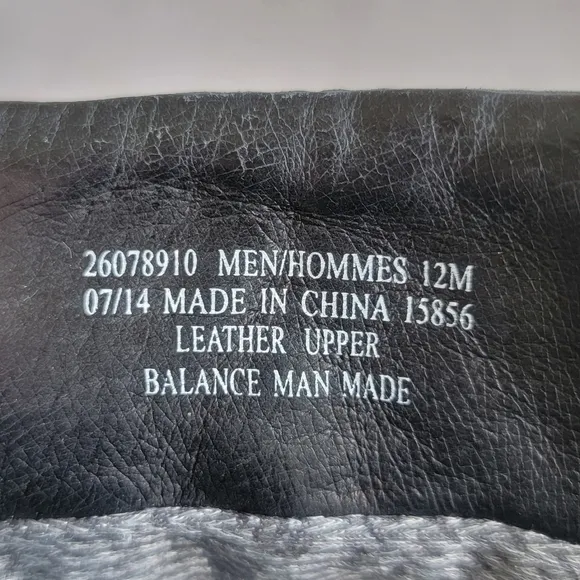 26078910 MEN/HOMMES 12M
07/14 MADE IN CHINA 15856
LEATHER UPPER
BALANCE MAN MADE